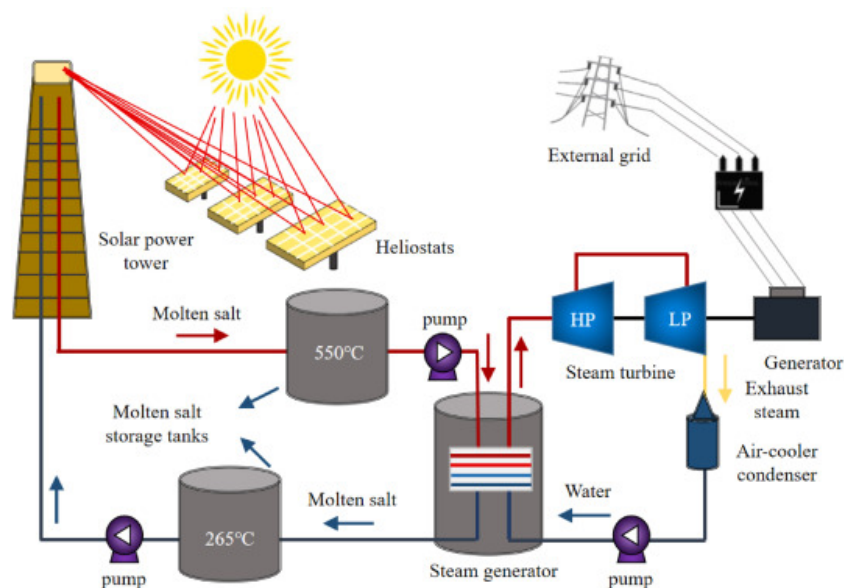 External grid
Solar power
tower
Heliostats
Molten salt
pump
HP
LP
550℃
Steam turbine
Generator
Exhaust
steam
Molten salt
storage tanks
Air-cooler
condenser
Molten salt
Water
265℃
pump
Steam generator
pump